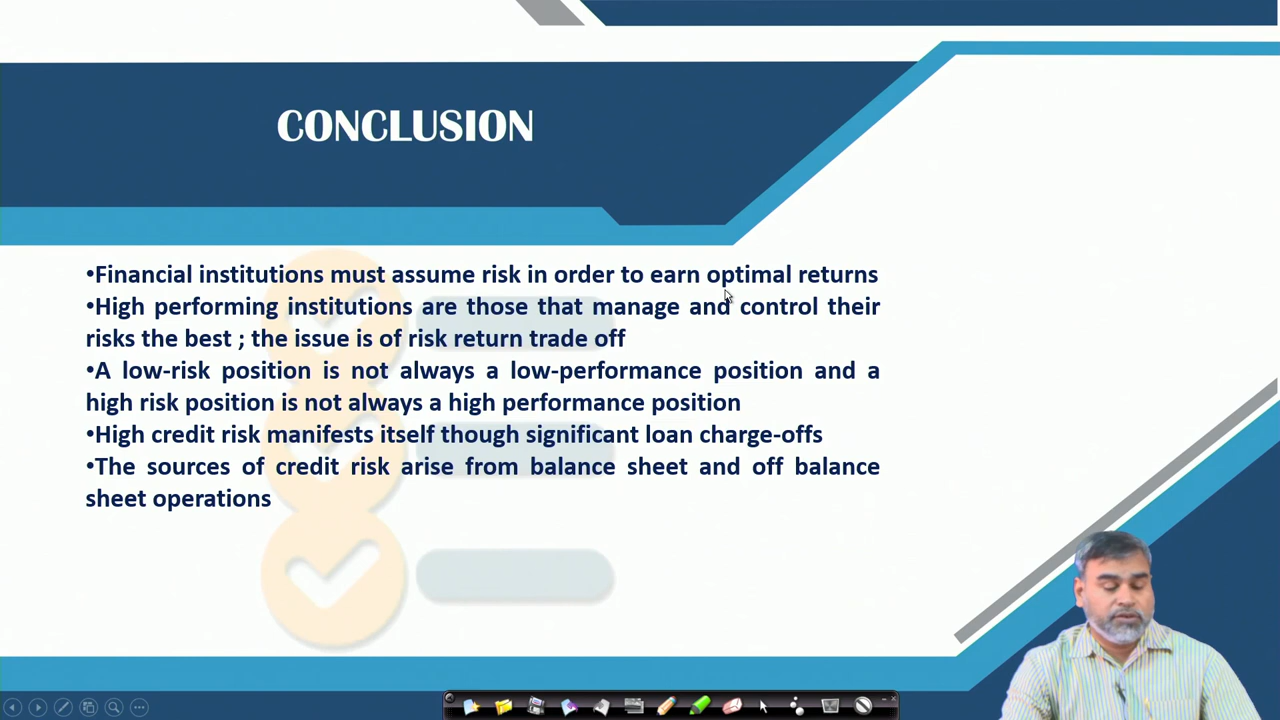 CONCLUSION
•Financial institutions must assume risk in order to earn optimal returns
•High performing institutions are those that manage and control their
risks the best ; the issue is of risk return trade off
•A low-risk position is not always a low-performance position and a
high risk position is not always a high performance position
•High credit risk manifests itself though significant loan charge-offs
•The sources of credit risk arise from balance sheet and off balance
sheet operations